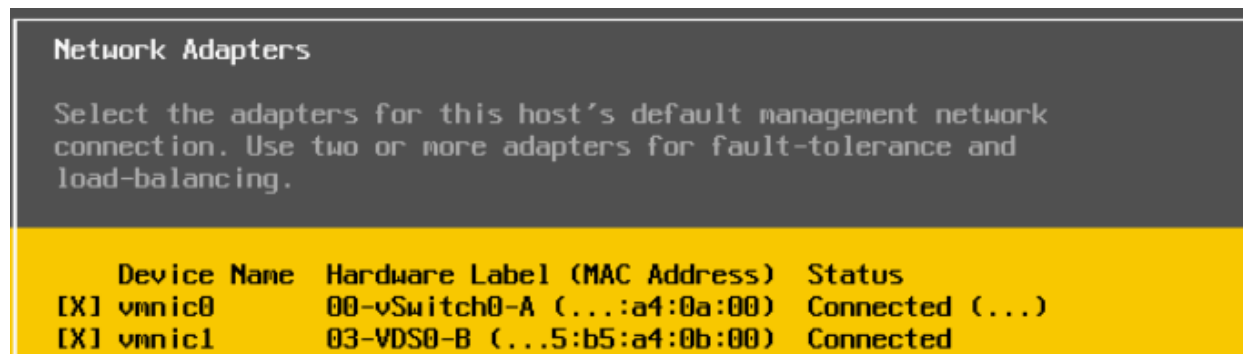 Network Adapters
Select the adapters for this host's default management network
connection. Use two or more adapters for fault-tolerance and
load-balancing.
Device Name Hardware Label (MAC Address) Status
[X] vmnic0 00-vSwitch0-A (...:a4:0a:00) Connected (...)
[X] vmnic1 03-VDS0-B (...5:b5:a4:0b:00) Connected